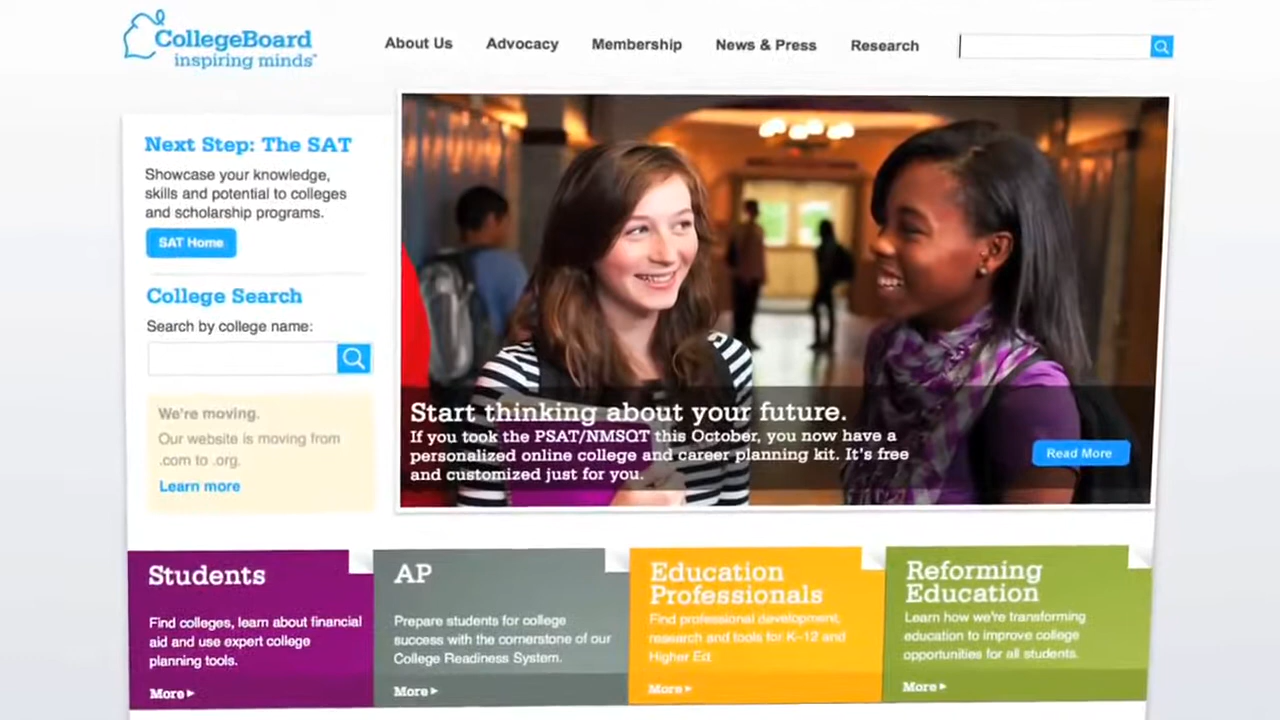 CollegeBoard
inspiring minds™
About Us
Advocacy
Membership
News & Press
Research
Next Step: The SAT
Showcase your knowledge,
skills and potential to colleges
and scholarship programs.
SAT Home
College Search
Search by college name:
We're moving.
Our website is moving from
.com to .org.
Learn more
Start thinking about your future.
If you took the PSAT/NMSQT this October, you now have a
personalized online college and career planning kit. It's free
and customized just for you.
Read More
Students
Find colleges, learn about financial
aid and use expert college
planning tools.
More ▸
AP
Prepare students for college
success with the cornerstone of our
College Readiness System.
More ▸
Education
Professionals
Find professional development,
research and tools for K-12 and
Higher Ed.
More ▸
Reforming
Education
Learn how we're transforming
education to improve college
opportunities for all students.
More ▸